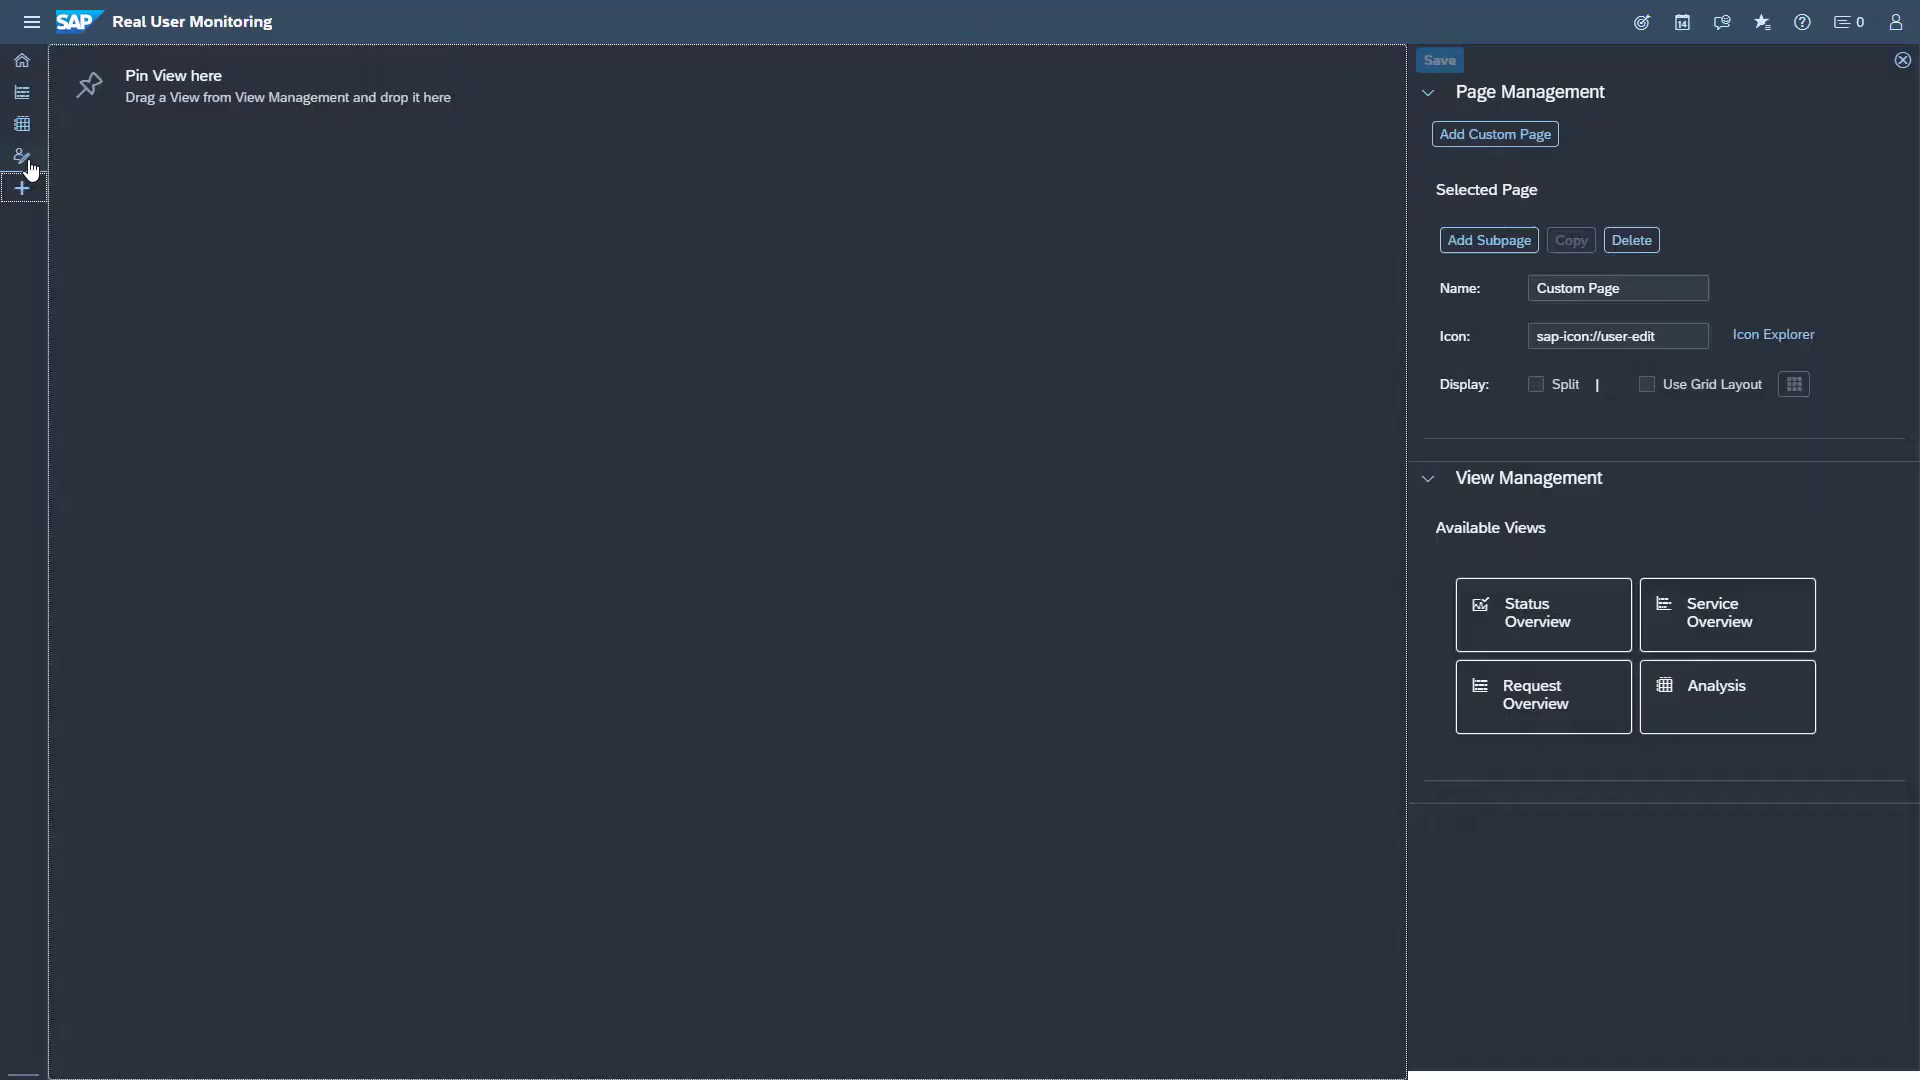 SAP Real User Monitoring
14
0
Pin View here
Drag a View from View Management and drop it here
Save
Page Management
Add Custom Page
Selected Page
Add Subpage Copy Delete
Name: Custom Page
Icon: sap-icon://user-edit Icon Explorer
Display: Split | Use Grid Layout
View Management
Available Views
Status
Overview
Service
Overview
Request
Overview
Analysis